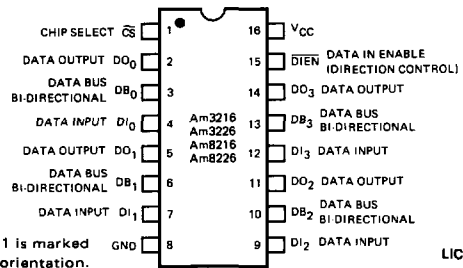 CHIP SELECT C̅S̅ 1
DATA OUTPUT DO0 2
DATA BUS
BI-DIRECTIONAL DB0 3
DATA INPUT DI0 4
DATA OUTPUT DO1 5
DATA BUS
BI-DIRECTIONAL DB1 6
DATA INPUT DI1 7
GND 8
Am3216
Am3226
Am8216
Am8226
16 VCC
15 D̅I̅E̅N̅ DATA IN ENABLE
(DIRECTION CONTROL)
14 DO3 DATA OUTPUT
13 DB3 DATA BUS
BI-DIRECTIONAL
12 DI3 DATA INPUT
11 DO2 DATA OUTPUT
10 DB2 DATA BUS
BI-DIRECTIONAL
9 DI2 DATA INPUT
1 is marked
orientation.
LIC